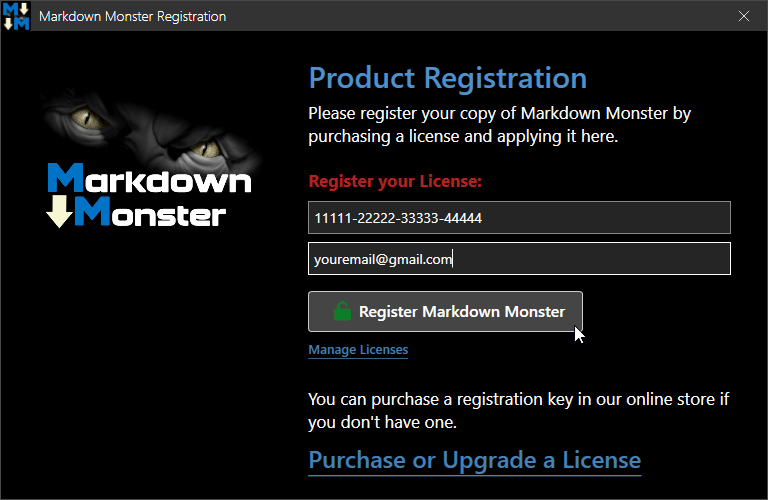 Markdown Monster Registration
Product Registration
Please register your copy of Markdown Monster by
purchasing a license and applying it here.
Markdown
Monster
Register your License:
11111-22222-33333-44444
youremail@gmail.com
Register Markdown Monster
Manage Licenses
You can purchase a registration key in our online store if
you don't have one.
Purchase or Upgrade a License